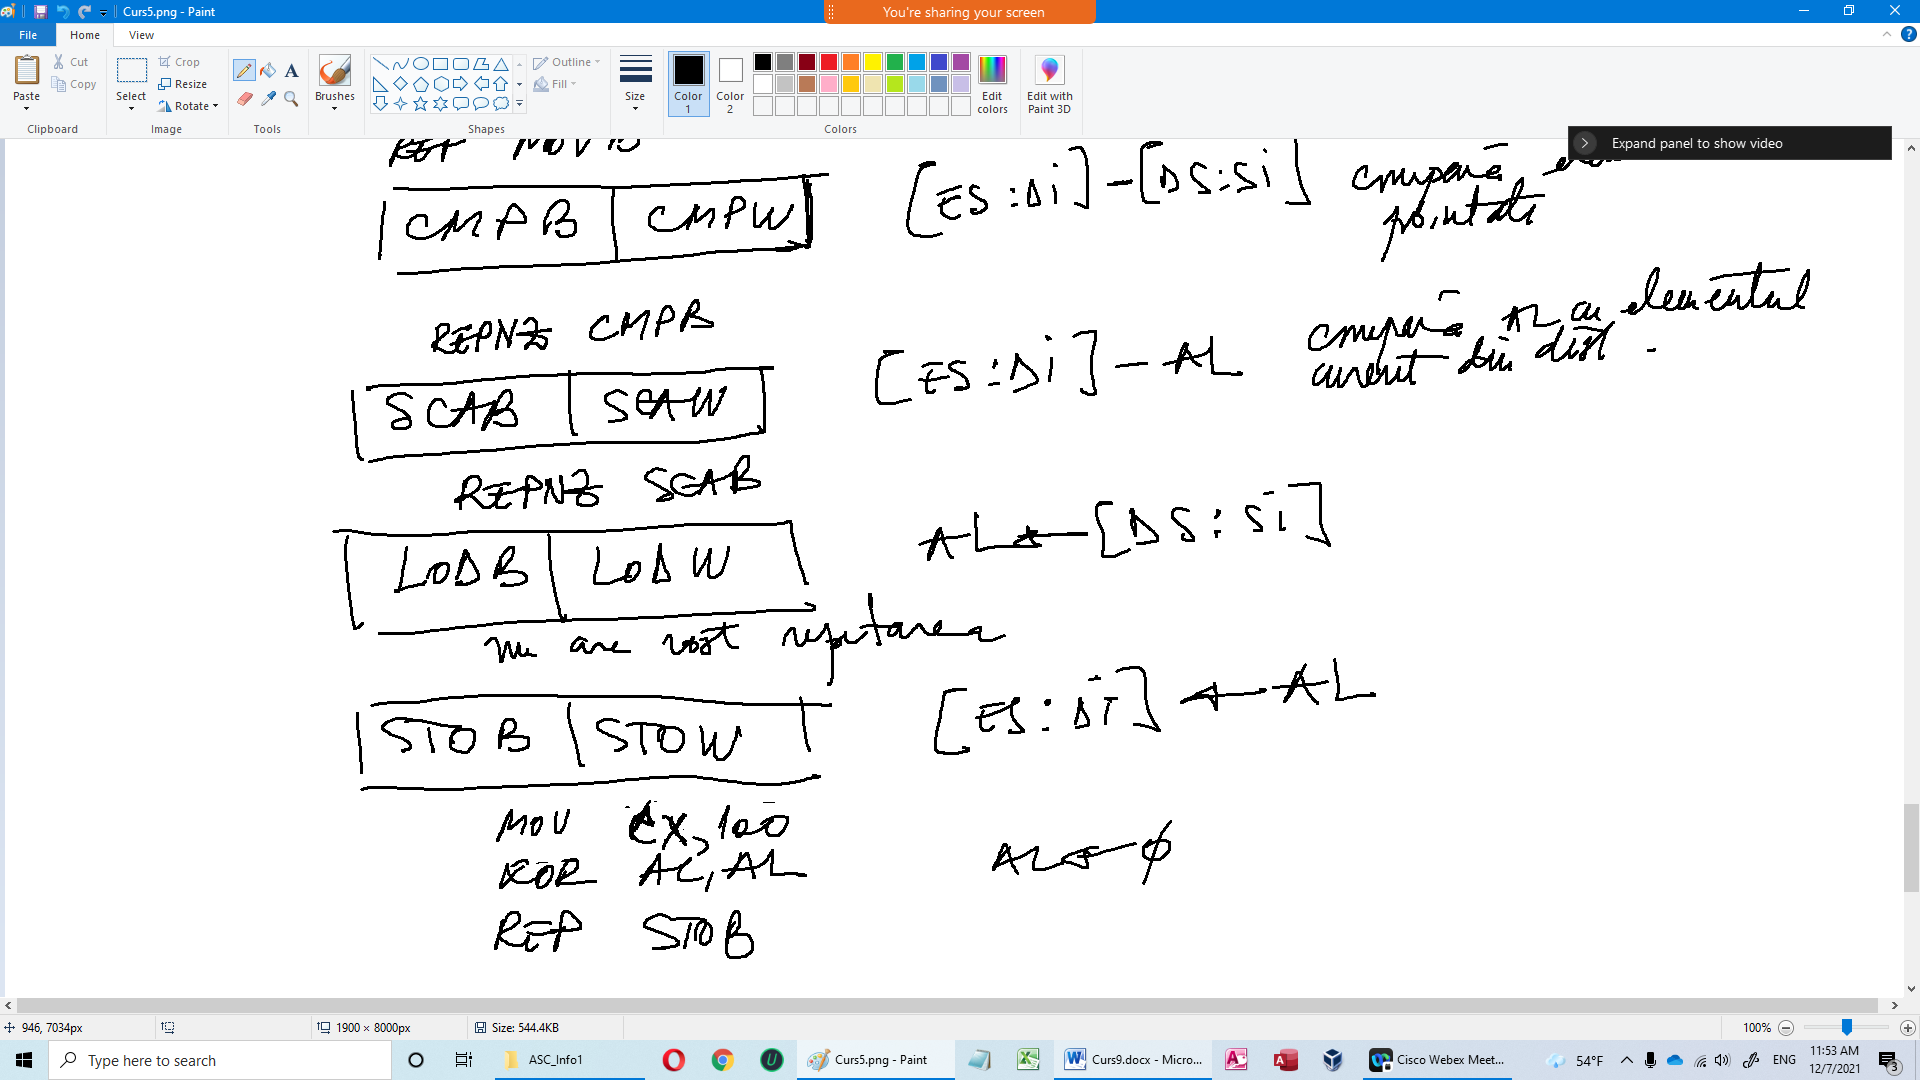 Curs5.png - Paint
You're sharing your screen
File Home View
Cut
Copy
Paste
Clipboard
Crop
Resize
Rotate
Select
Image
Tools
Brushes
Shapes
Outline
Fill
Size
Color 1
Color 2
Colors
Edit colors
Edit with Paint 3D
Expand panel to show video
REP MOVB
CMPB CMPW [ES:DI] - [DS:SI] compară
pointate
REPNZ CMPB
SCAB SCAW [ES:DI] - AL compară AL cu elementul
curent din dist.
REPNZ SCAB
LODB LODW AL ← [DS:SI]
nu are rost repetarea
STOB STOW [ES:DI] ← AL
MOV CX, 100
XOR AL, AL AL ← φ
REP STOB
946, 7034px
1900 × 8000px
Size: 544.4KB
100%
Type here to search
ASC_Info1
Curs5.png - Paint
Curs9.docx - Micro...
Cisco Webex Meet...
54°F
ENG
11:53 AM
12/7/2021
3